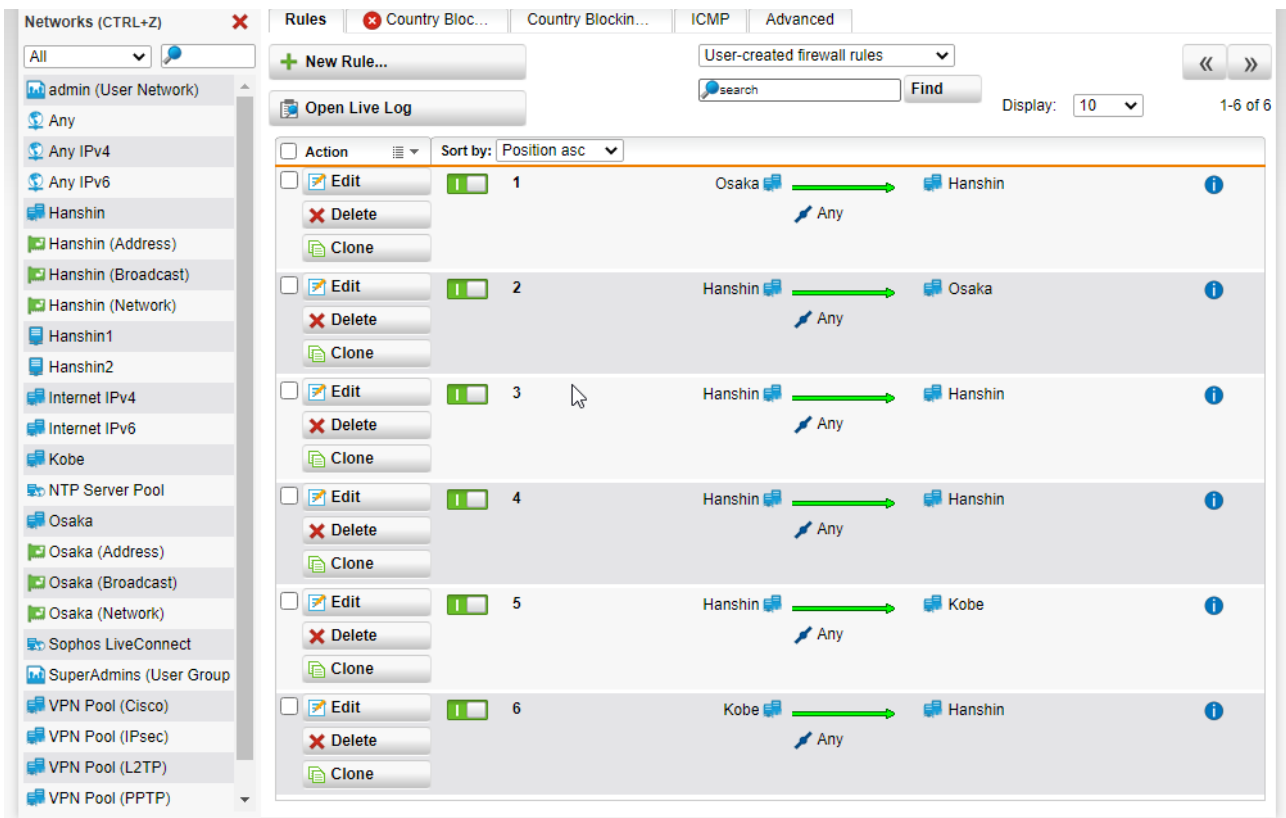 Networks (CTRL+Z)
All
admin (User Network)
Any
Any IPv4
Any IPv6
Hanshin
Hanshin (Address)
Hanshin (Broadcast)
Hanshin (Network)
Hanshin1
Hanshin2
Internet IPv4
Internet IPv6
Kobe
NTP Server Pool
Osaka
Osaka (Address)
Osaka (Broadcast)
Osaka (Network)
Sophos LiveConnect
SuperAdmins (User Group
VPN Pool (Cisco)
VPN Pool (IPsec)
VPN Pool (L2TP)
VPN Pool (PPTP)
Rules Country Bloc... Country Blockin... ICMP Advanced
New Rule... User-created firewall rules
search Find
Open Live Log Display: 10 1-6 of 6
Action Sort by: Position asc
Edit 1 Osaka Hanshin
Delete Any
Clone
Edit 2 Hanshin Osaka
Delete Any
Clone
Edit 3 Hanshin Hanshin
Delete Any
Clone
Edit 4 Hanshin Hanshin
Delete Any
Clone
Edit 5 Hanshin Kobe
Delete Any
Clone
Edit 6 Kobe Hanshin
Delete Any
Clone